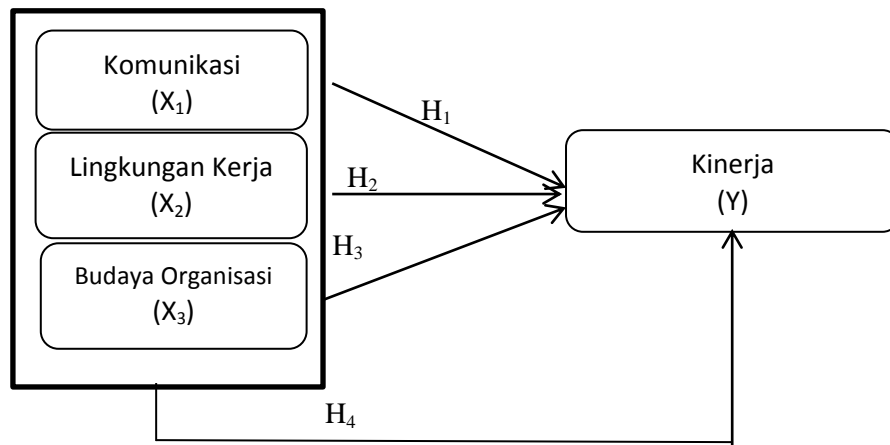 Komunikasi
(X₁)
H₁
Lingkungan Kerja
(X₂)
H₂
Kinerja
(Y)
Budaya Organisasi
(X₃)
H₃
H₄